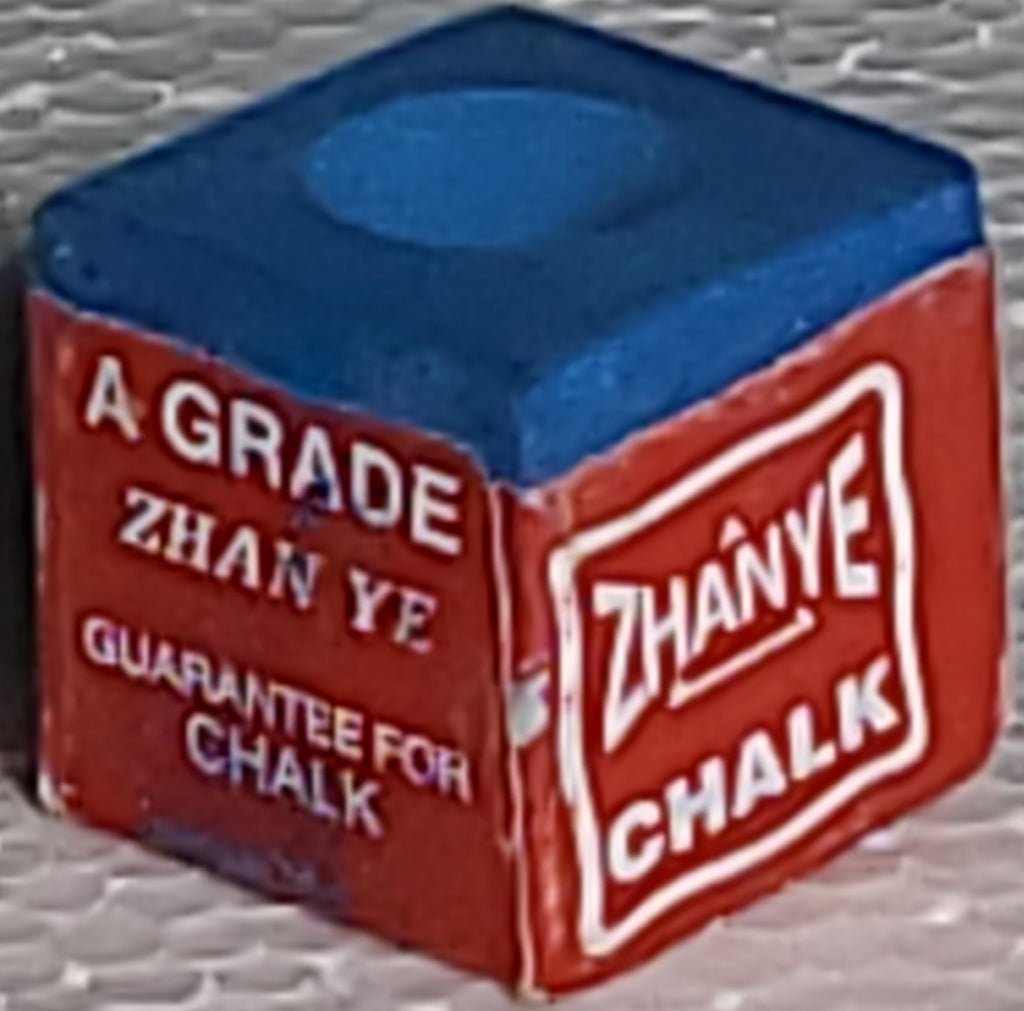 A GRADE
ZHAN YE
GUARANTEE FOR
CHALK
ZHÂNYE
CHALK